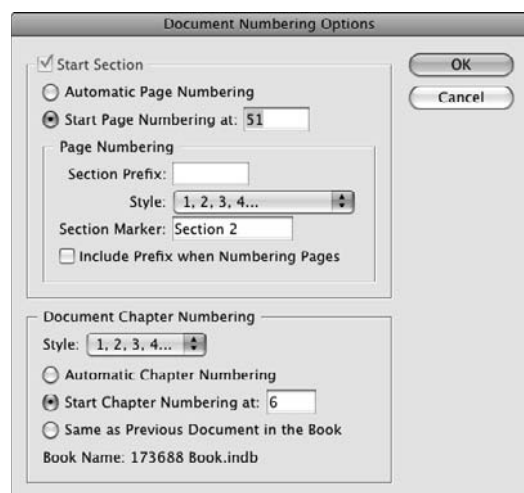 Document Numbering Options
Start Section
Automatic Page Numbering
Start Page Numbering at: 51
Page Numbering
Section Prefix:
Style: 1, 2, 3, 4...
Section Marker: Section 2
Include Prefix when Numbering Pages
OK
Cancel
Document Chapter Numbering
Style: 1, 2, 3, 4...
Automatic Chapter Numbering
Start Chapter Numbering at: 6
Same as Previous Document in the Book
Book Name: 173688 Book.indb